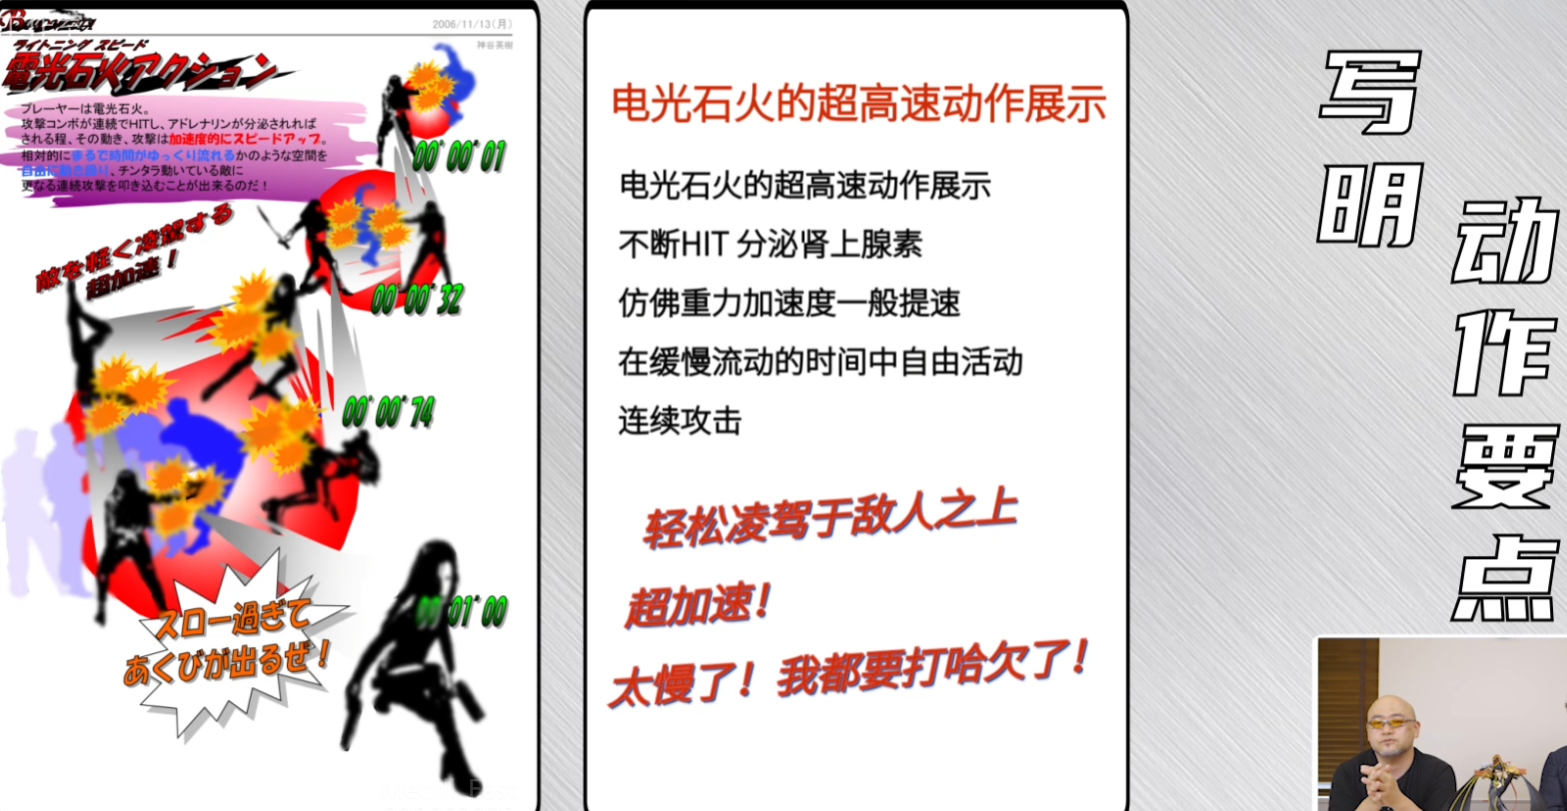 Bayonetta
2006/11/13(月)
神谷英樹
ライトニング スピード
電光石火アクション
プレーヤーは電光石火。
攻撃コンボが連続でHITし、アドレナリンが分泌されれば
される程、その動き、攻撃は加速度的にスピードアップ。
相対的にまるで時間がゆっくり流れるかのような空間を
自由に動き回り、チンタラ動いている敵に
更なる連続攻撃を叩き込むことが出来るのだ！
00'00'01
敵を軽く凌駕する
超加速！
00'00'32
00'00'74
00'01'00
スロー過ぎて
あくびが出るぜ！
电光石火的超高速动作展示
电光石火的超高速动作展示
不断HIT 分泌肾上腺素
仿佛重力加速度一般提速
在缓慢流动的时间中自由活动
连续攻击
轻松凌驾于敌人之上
超加速！
太慢了！我都要打哈欠了！
写明
动作要点